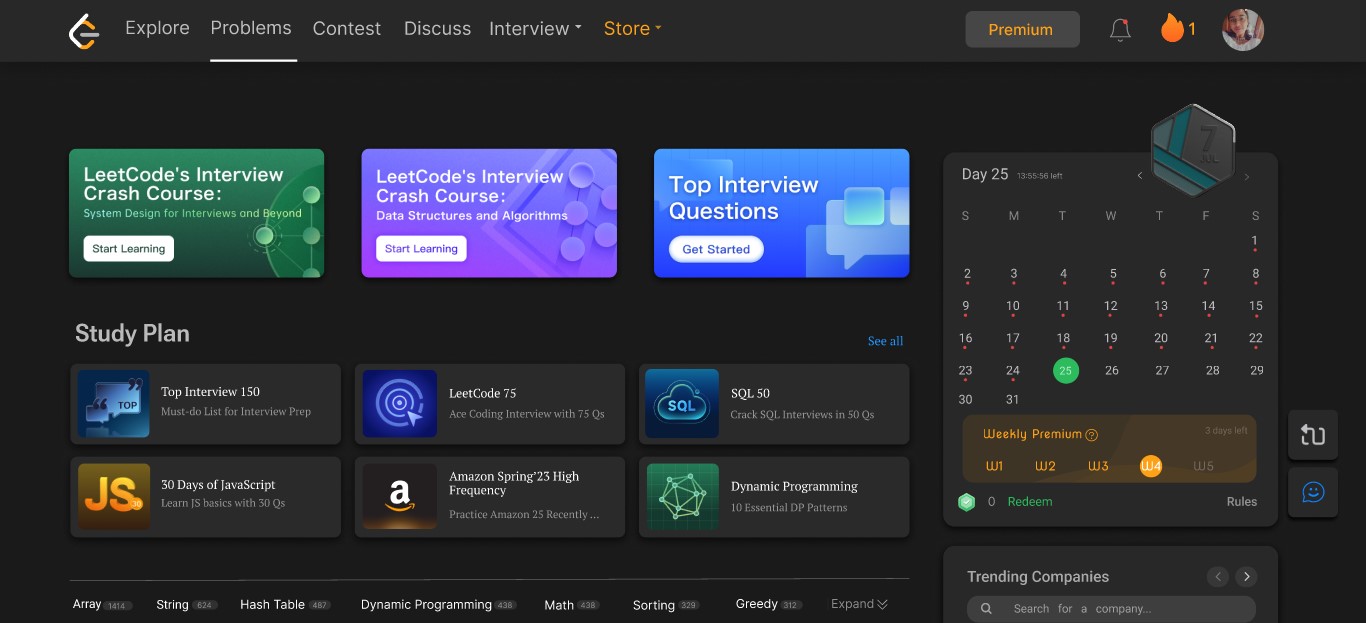 Explore Problems Contest Discuss Interview Store Premium 1
LeetCode's Interview
Crash Course:
System Design for Interviews and Beyond
Start Learning
LeetCode's Interview
Crash Course:
Data Structures and Algorithms
Start Learning
Top Interview
Questions
Get Started
Study Plan
See all
TOP
Top Interview 150
Must-do List for Interview Prep
LeetCode 75
Ace Coding Interview with 75 Qs
SQL
SQL 50
Crack SQL Interviews in 50 Qs
JS 30
30 Days of JavaScript
Learn JS basics with 30 Qs
a
Amazon Spring'23 High
Frequency
Practice Amazon 25 Recently ...
Dynamic Programming
10 Essential DP Patterns
Array 1414 String 624 Hash Table 487 Dynamic Programming 438 Math 438 Sorting 329 Greedy 312 Expand
7
JUL
Day 25 13:55:56 left
S M T W T F S
1
2 3 4 5 6 7 8
9 10 11 12 13 14 15
16 17 18 19 20 21 22
23 24 25 26 27 28 29
30 31
Weekly Premium ? 3 days left
W1 W2 W3 W4 W5
0 Redeem Rules
Trending Companies
Search for a company...